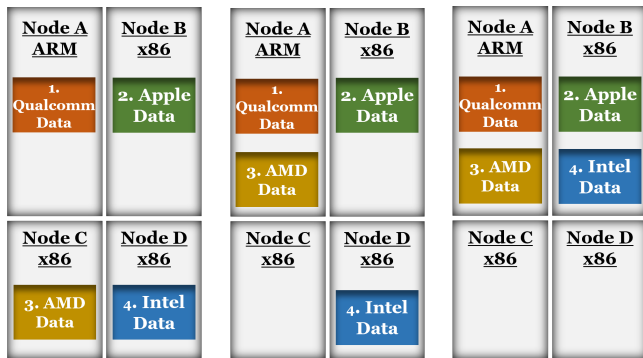 Node A
ARM
1.
Qualcomm
Data
Node B
x86
2. Apple
Data
Node C
x86
3. AMD
Data
Node D
x86
4. Intel
Data
Node A
ARM
1.
Qualcomm
Data
3. AMD
Data
Node B
x86
2. Apple
Data
Node C
x86
Node D
x86
4. Intel
Data
Node A
ARM
1.
Qualcomm
Data
3. AMD
Data
Node B
x86
2. Apple
Data
4. Intel
Data
Node C
x86
Node D
x86